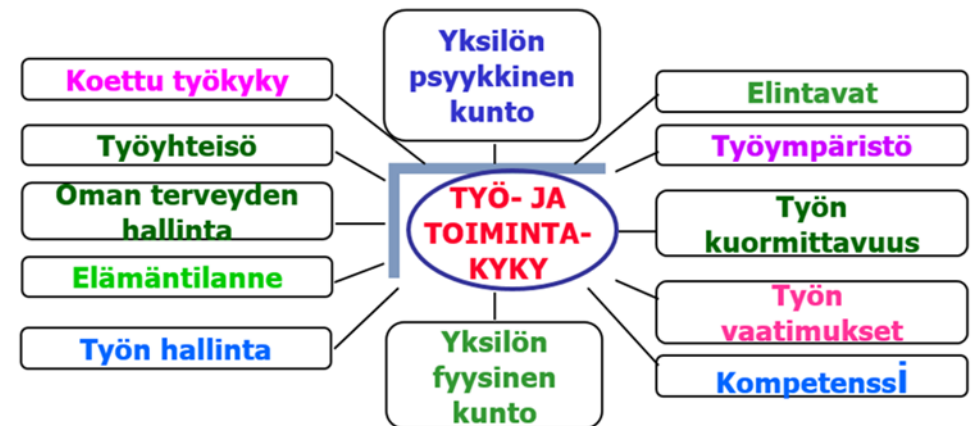 Yksilön
psyykkinen
kunto
Koettu työkyky
Työyhteisö
Oman terveyden
hallinta
Elämäntilanne
Työn hallinta
TYÖ- JA
TOIMINTA-
KYKY
Elintavat
Työympäristö
Työn
kuormittavuus
Työn
vaatimukset
Kompetenssi
Yksilön
fyysinen
kunto